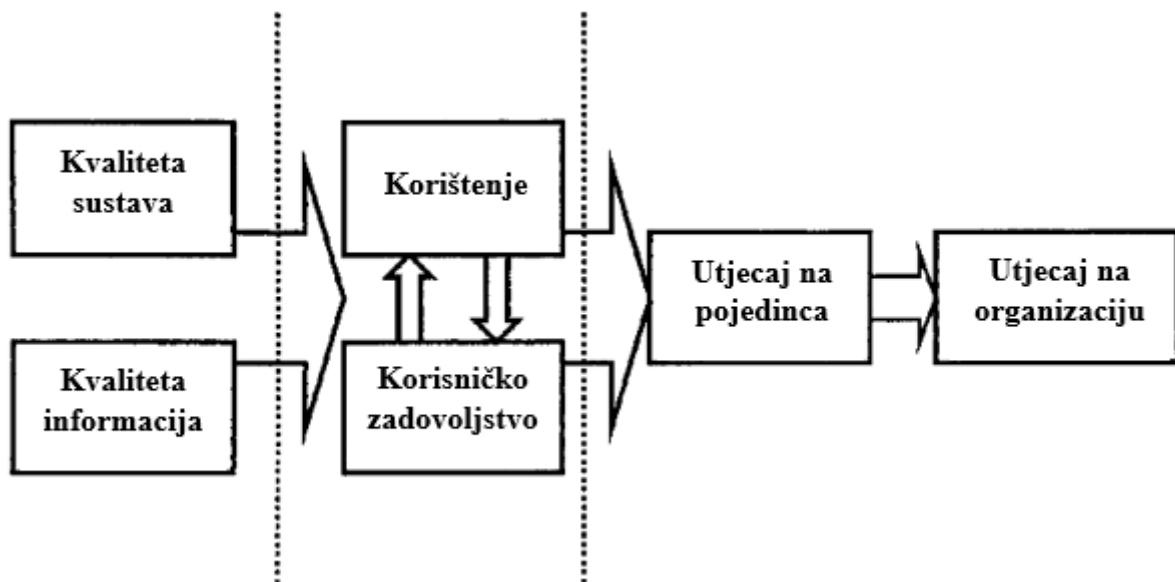 Kvaliteta
sustava
Korištenje
Kvaliteta
informacija
Korisničko
zadovoljstvo
Utjecaj na
pojedinca
Utjecaj na
organizaciju